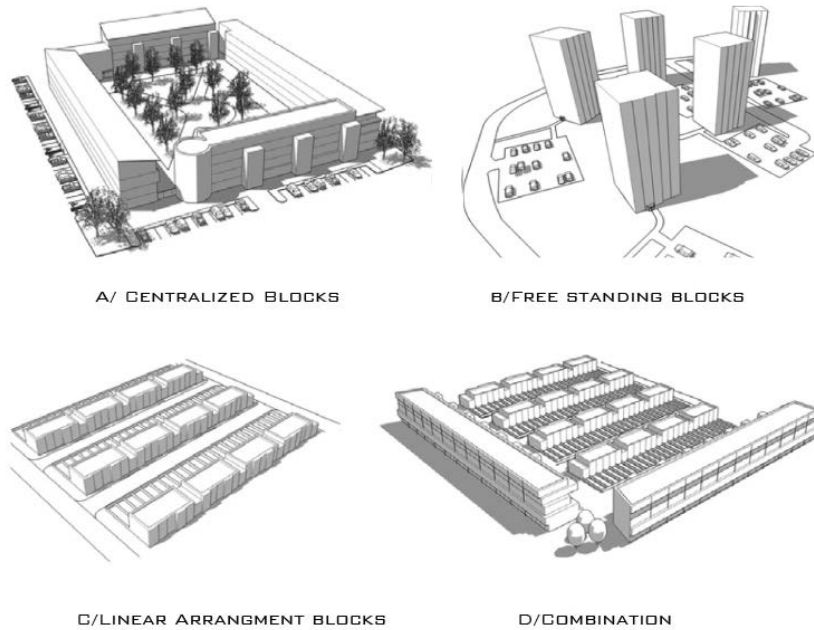 A/ Centralized Blocks
B/Free standing blocks
C/Linear Arrangment blocks
D/Combination